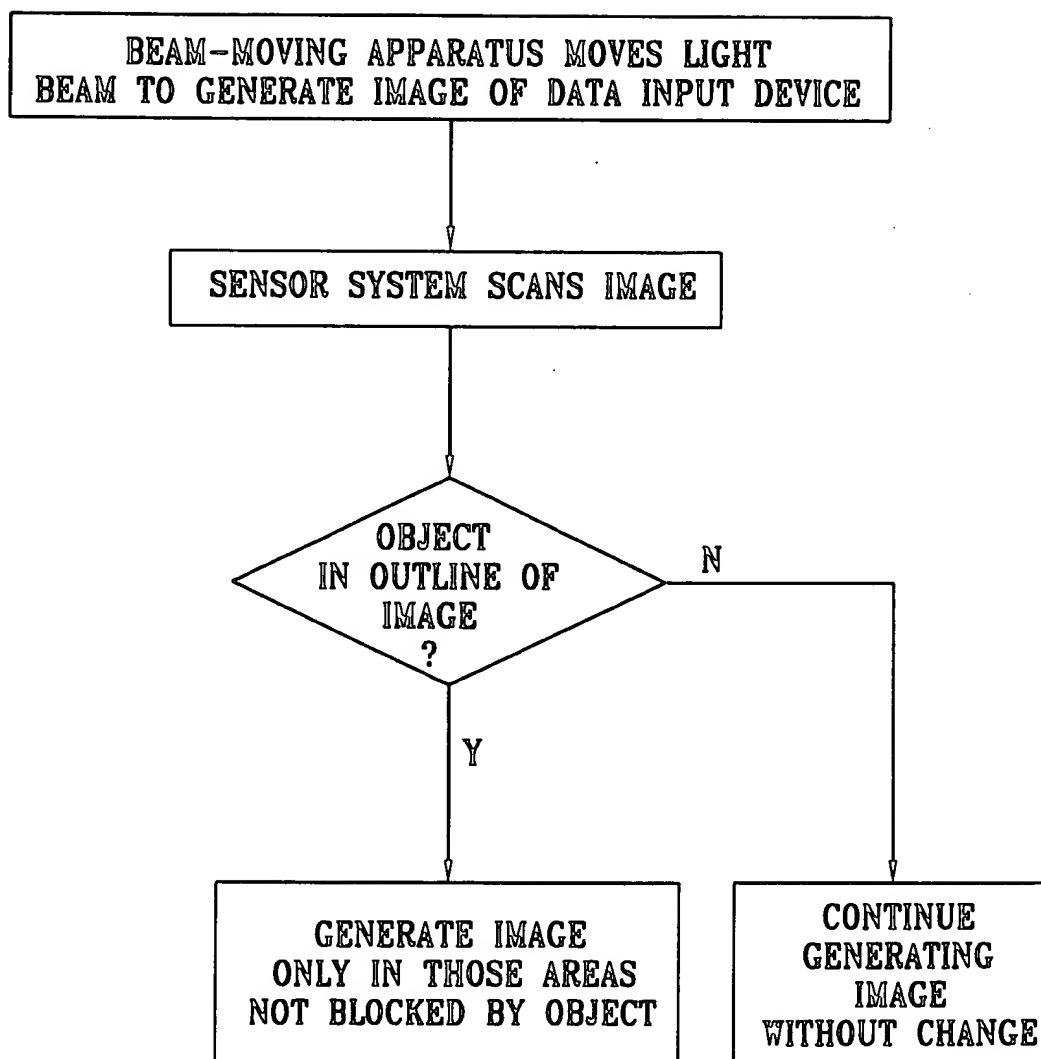 BEAM-MOVING APPARATUS MOVES LIGHT
BEAM TO GENERATE IMAGE OF DATA INPUT DEVICE
SENSOR SYSTEM SCANS IMAGE
OBJECT
IN OUTLINE OF
IMAGE
?
N
Y
GENERATE IMAGE
ONLY IN THOSE AREAS
NOT BLOCKED BY OBJECT
CONTINUE
GENERATING
IMAGE
WITHOUT CHANGE